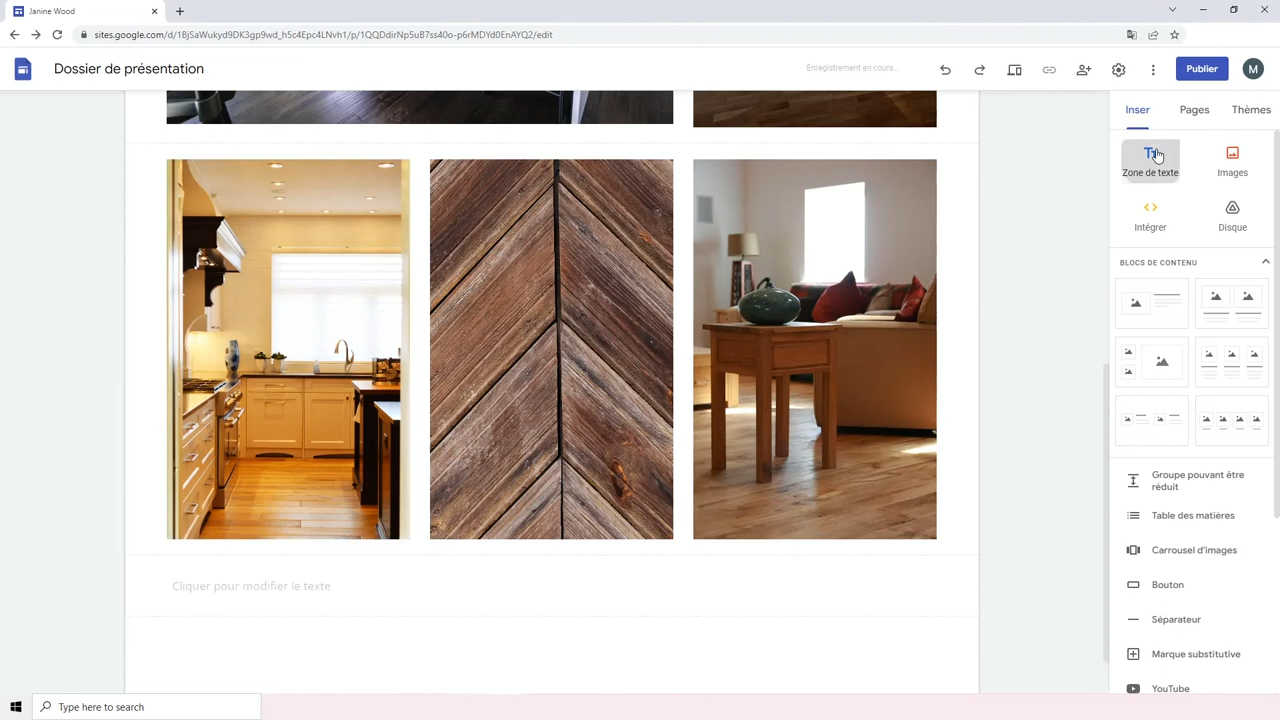 Janine Wood
sites.google.com/d/1BjSaWukyd9DK3gp9wd_h5c4Epc4LNvh1/p/1QQDdirNp5uB7ss40o-p6rMDYd0EnAYQ2/edit
Dossier de présentation
Enregistrement en cours...
Publier
M
Inser
Pages
Thèmes
Zone de texte
Images
Intégrer
Disque
BLOCS DE CONTENU
Groupe pouvant être
réduit
Table des matières
Carrousel d'images
Bouton
Séparateur
Marque substitutive
YouTube
Cliquer pour modifier le texte
Type here to search